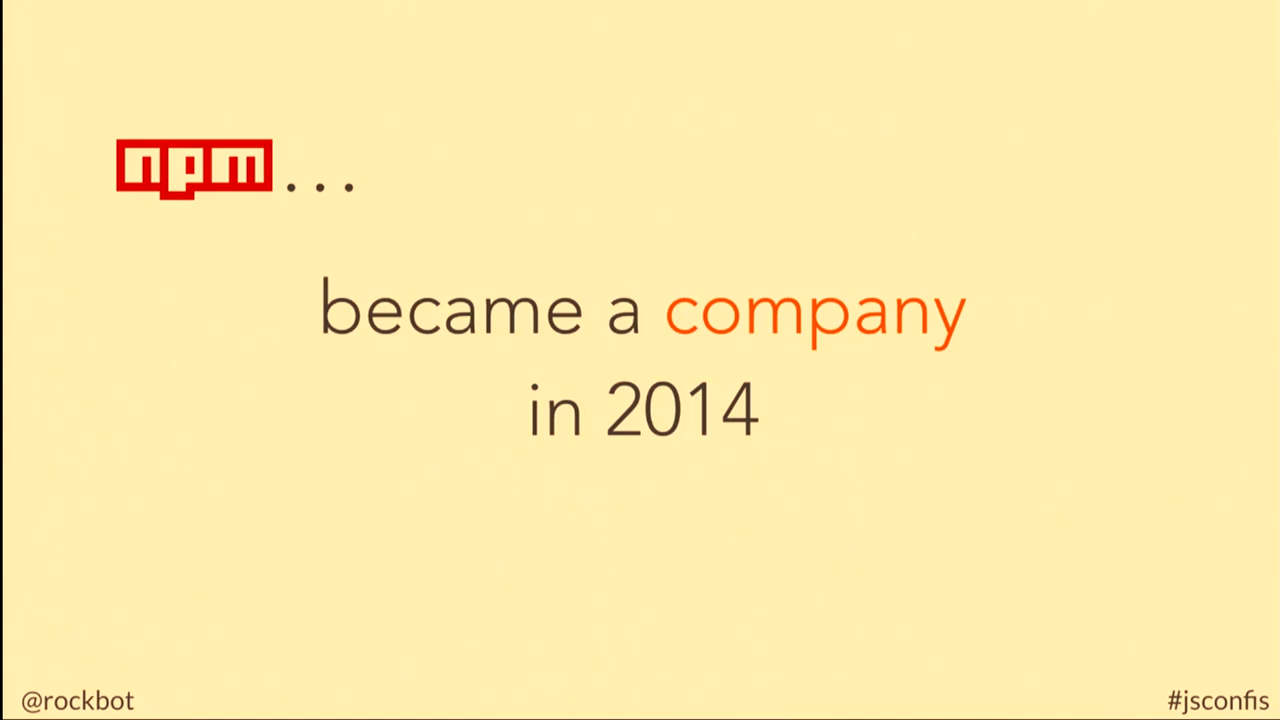 npm...
became a company
in 2014
@rockbot
#jsconfis